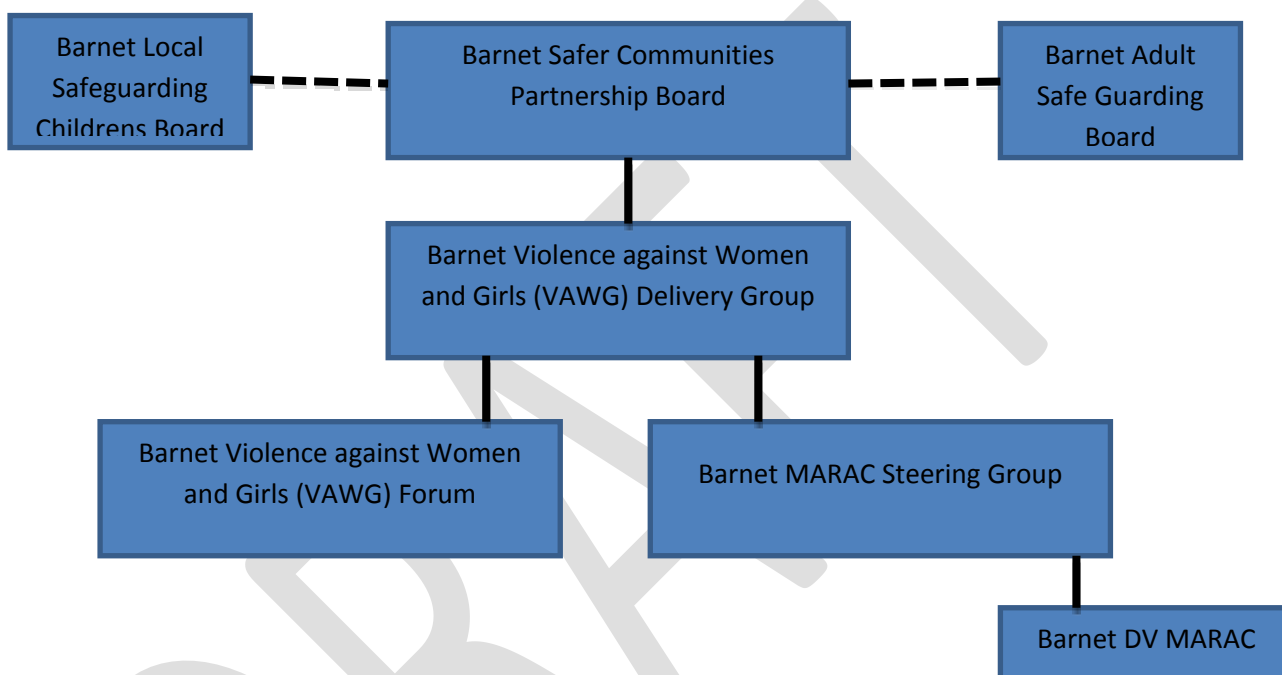 Barnet Local
Safeguarding
Childrens Board
Barnet Safer Communities
Partnership Board
Barnet Adult
Safe Guarding
Board
Barnet Violence against Women
and Girls (VAWG) Delivery Group
Barnet Violence against Women
and Girls (VAWG) Forum
Barnet MARAC Steering Group
Barnet DV MARAC
DRAFT